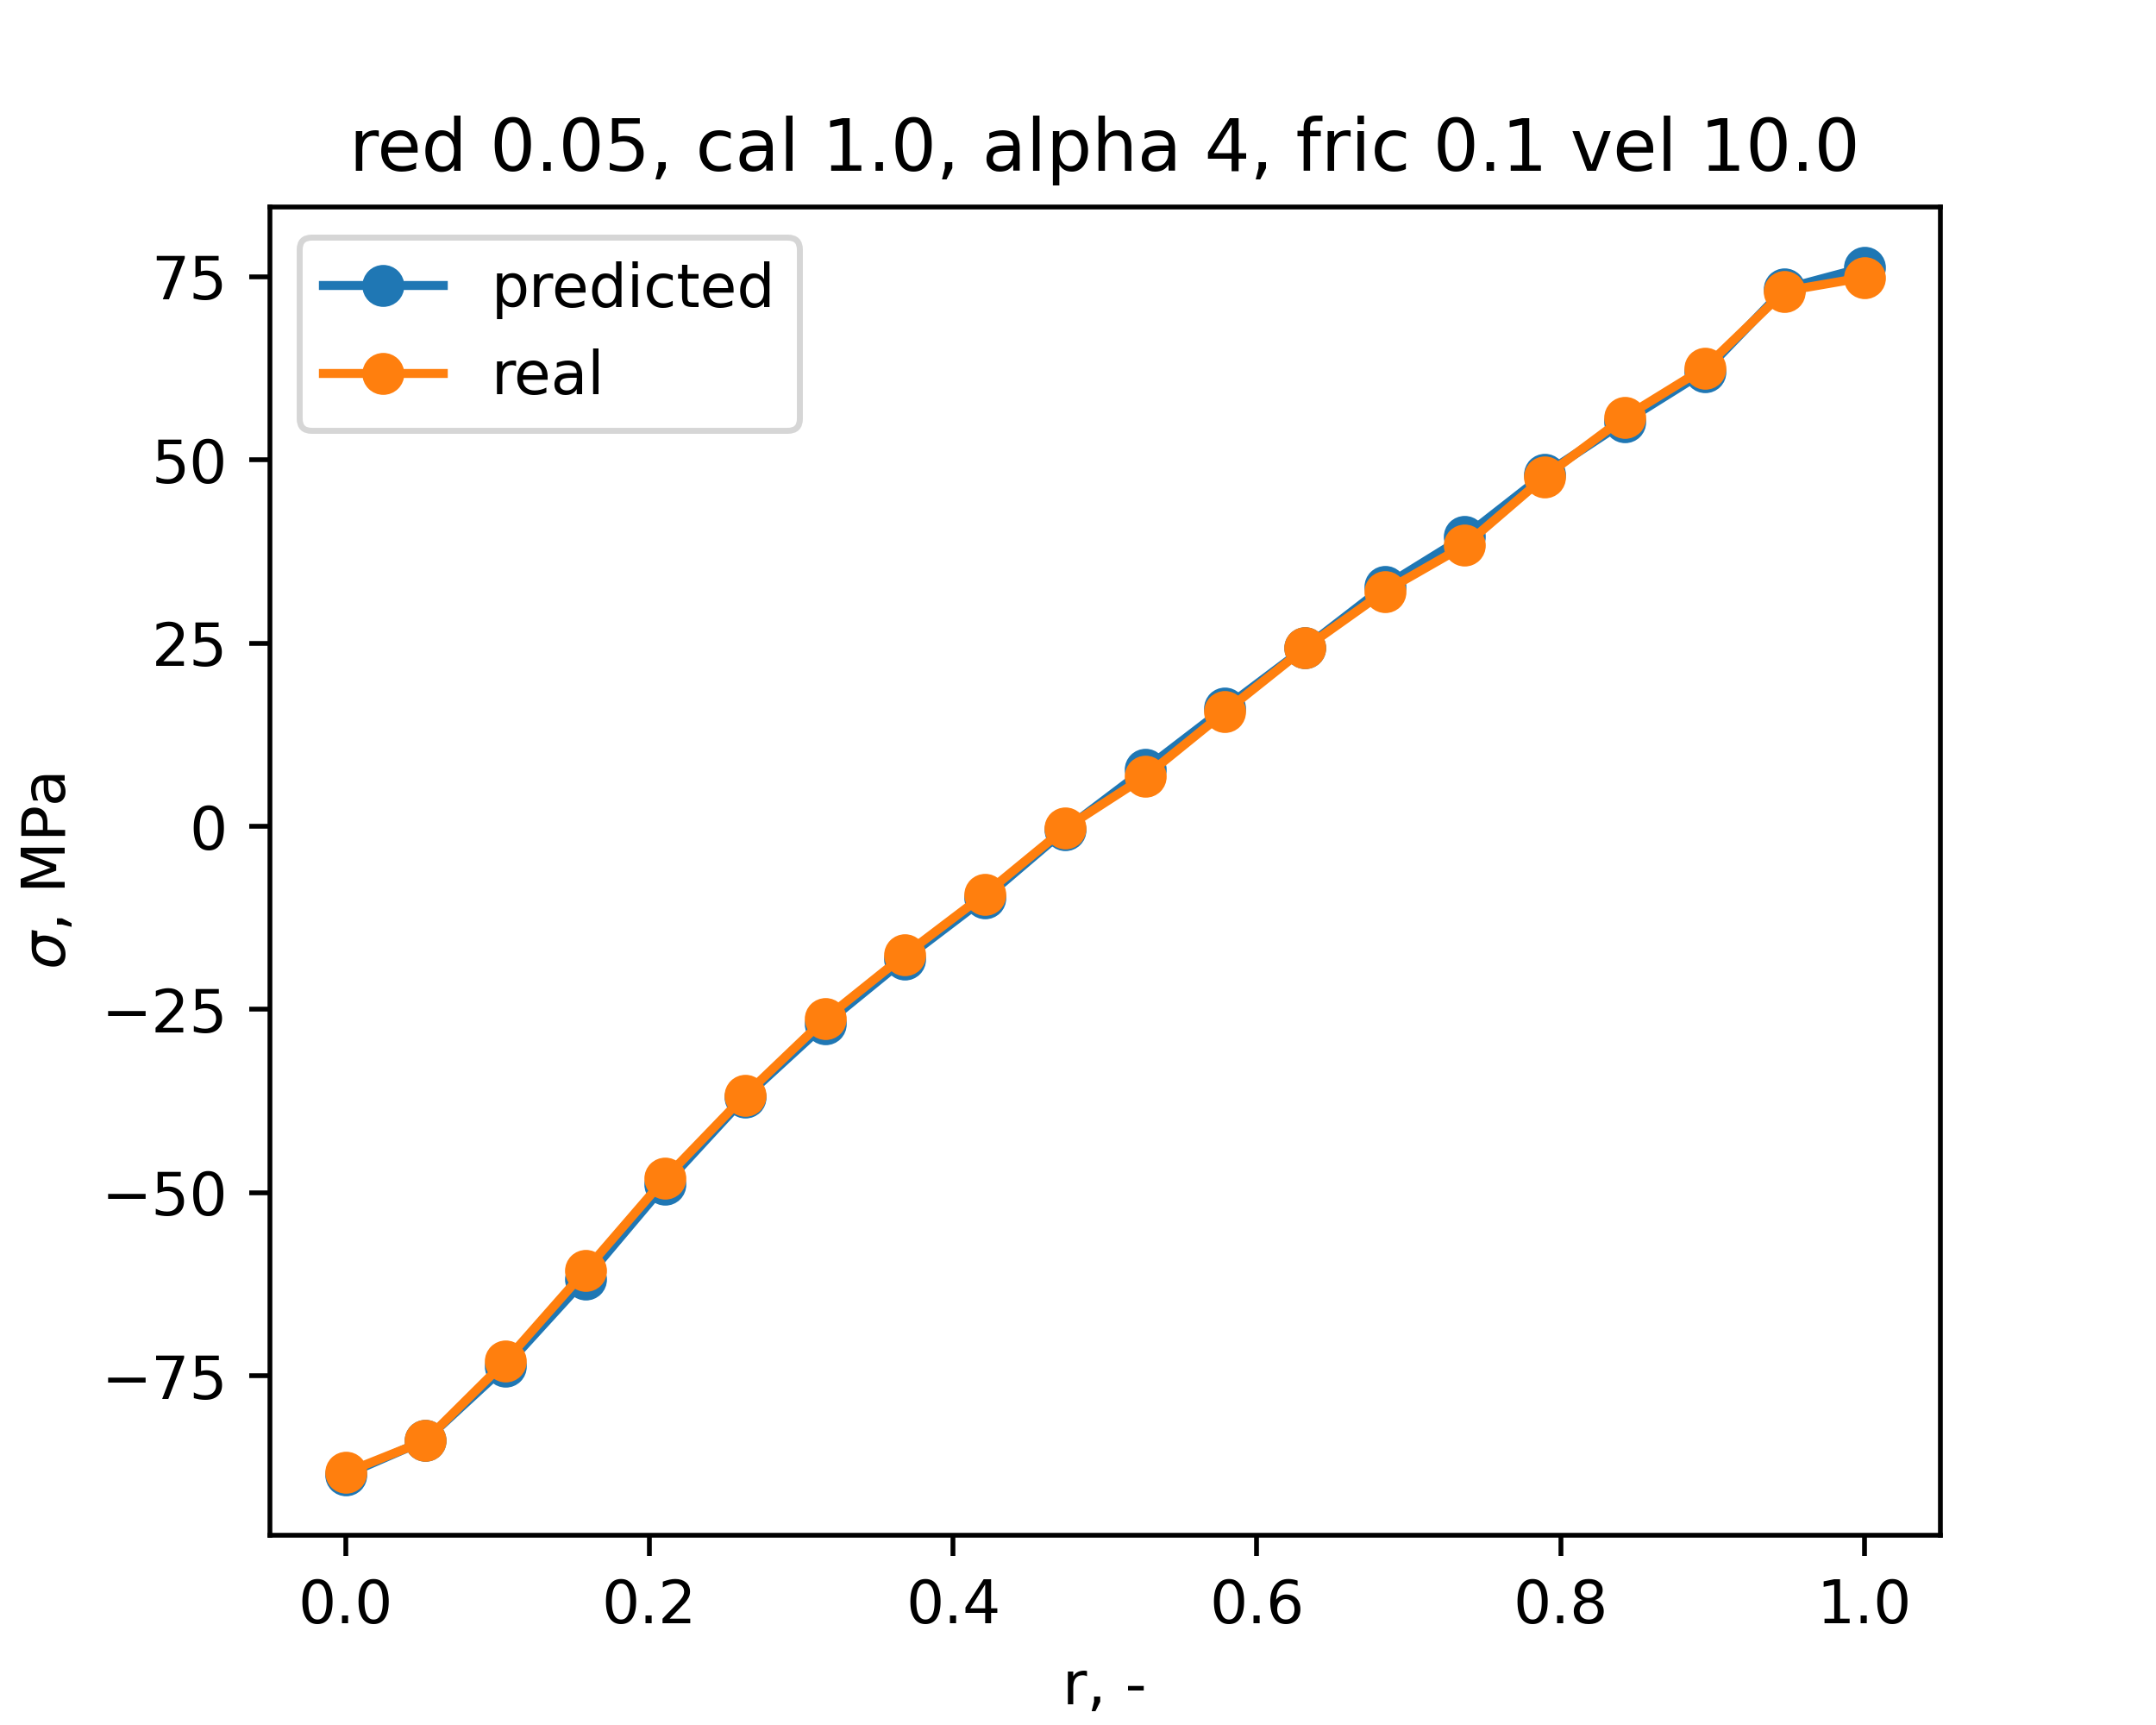 red 0.05, cal 1.0, alpha 4, fric 0.1 vel 10.0
predicted
real
75
50
25
0
−25
−50
−75
σ, MPa
0.0 0.2 0.4 0.6 0.8 1.0
r, -